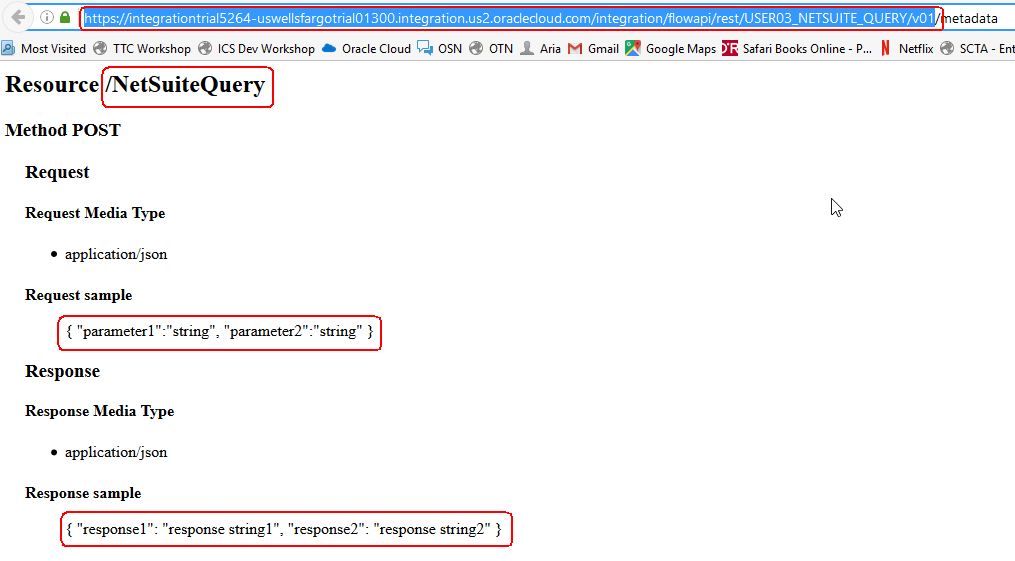 https://integrationtrial5264-uswellsfargotrial01300.integration.us2.oraclecloud.com/integration/flowapi/rest/USER03_NETSUITE_QUERY/v01/metadata
Most Visited TTC Workshop ICS Dev Workshop Oracle Cloud OSN OTN Aria Gmail Google Maps Safari Books Online - P... Netflix SCTA - Ent
Resource /NetSuiteQuery
Method POST
Request
Request Media Type
• application/json
Request sample
{ "parameter1":"string", "parameter2":"string" }
Response
Response Media Type
• application/json
Response sample
{ "response1": "response string1", "response2": "response string2" }